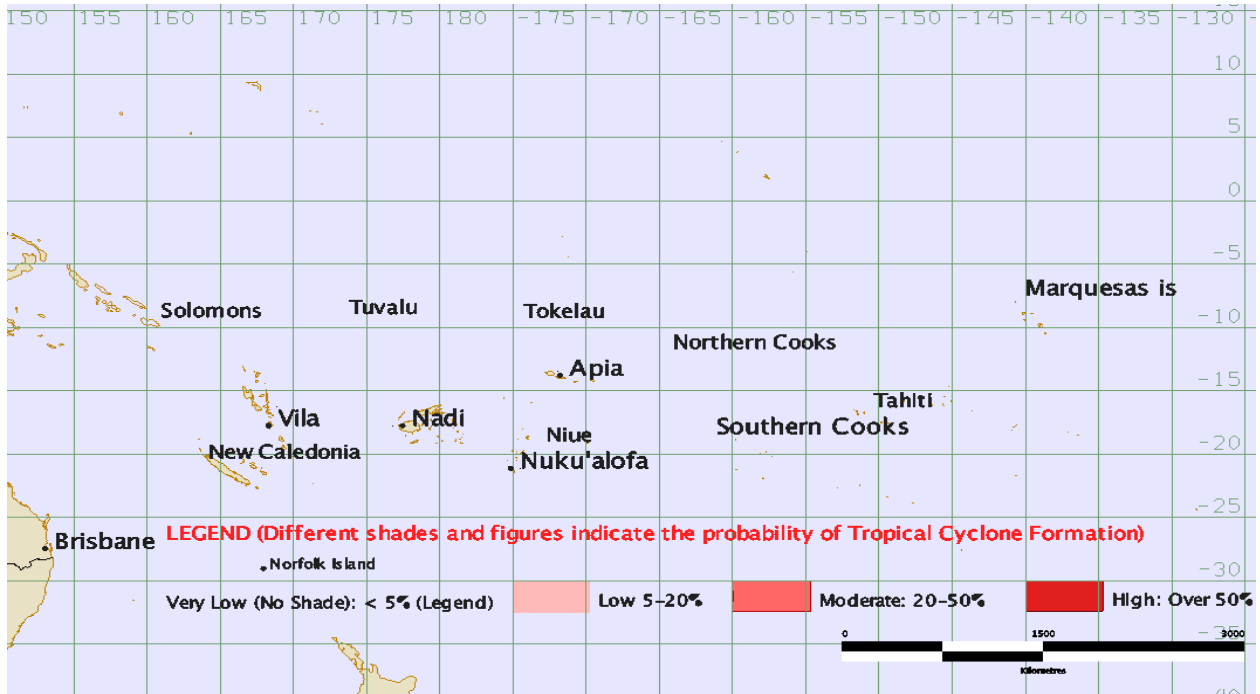 150 155 160 165 170 175 180 -175 -170 -165 -160 -155 -150 -145 -140 -135 -130
10
5
0
-5
Marquesas is
Solomons Tuvalu Tokelau
-10
Northern Cooks
Apia
-15
Tahiti
Vila Nadi Southern Cooks
Niue
New Caledonia Nuku'alofa
-20
-25
LEGEND (Different shades and figures indicate the probability of Tropical Cyclone Formation)
Brisbane
Norfolk Island
-30
Very Low (No Shade): < 5% (Legend) Low 5-20% Moderate: 20-50% High: Over 50%
0 1500 3000
-35
Kilometres